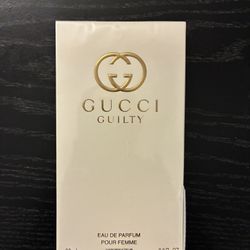 GUCCI
GUILTY
EAU DE PARFUM
POUR FEMME